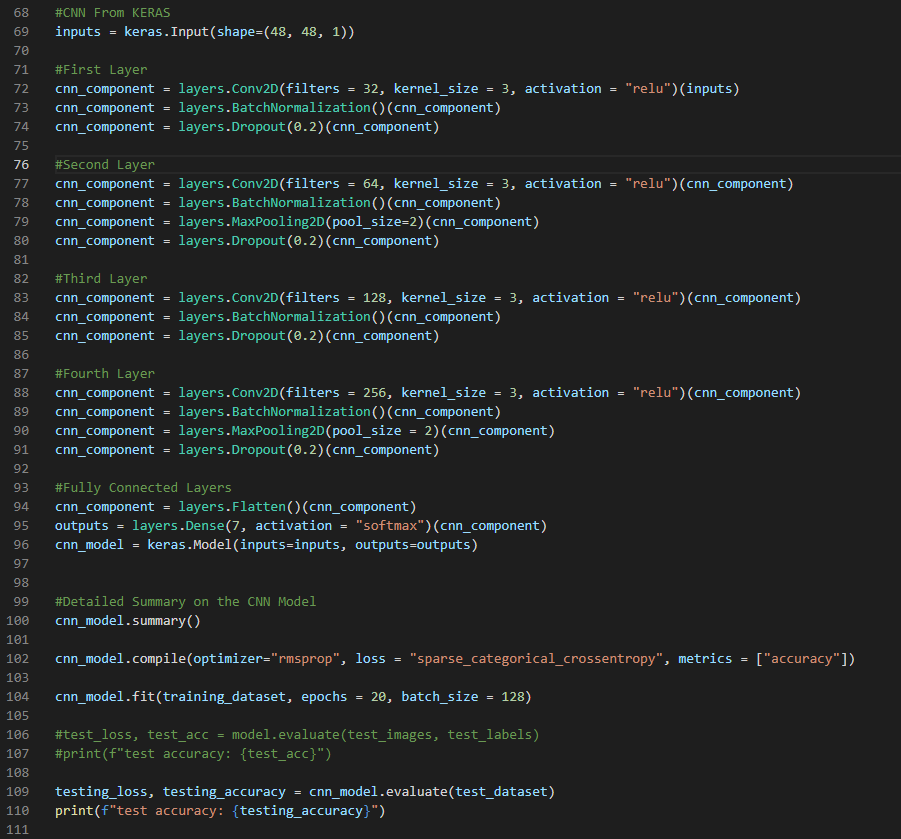 68 #CNN From KERAS
69 inputs = keras.Input(shape=(48, 48, 1))
70
71 #First Layer
72 cnn_component = layers.Conv2D(filters = 32, kernel_size = 3, activation = "relu")(inputs)
73 cnn_component = layers.BatchNormalization()(cnn_component)
74 cnn_component = layers.Dropout(0.2)(cnn_component)
75
76 #Second Layer
77 cnn_component = layers.Conv2D(filters = 64, kernel_size = 3, activation = "relu")(cnn_component)
78 cnn_component = layers.BatchNormalization()(cnn_component)
79 cnn_component = layers.MaxPooling2D(pool_size=2)(cnn_component)
80 cnn_component = layers.Dropout(0.2)(cnn_component)
81
82 #Third Layer
83 cnn_component = layers.Conv2D(filters = 128, kernel_size = 3, activation = "relu")(cnn_component)
84 cnn_component = layers.BatchNormalization()(cnn_component)
85 cnn_component = layers.Dropout(0.2)(cnn_component)
86
87 #Fourth Layer
88 cnn_component = layers.Conv2D(filters = 256, kernel_size = 3, activation = "relu")(cnn_component)
89 cnn_component = layers.BatchNormalization()(cnn_component)
90 cnn_component = layers.MaxPooling2D(pool_size = 2)(cnn_component)
91 cnn_component = layers.Dropout(0.2)(cnn_component)
92
93 #Fully Connected Layers
94 cnn_component = layers.Flatten()(cnn_component)
95 outputs = layers.Dense(7, activation = "softmax")(cnn_component)
96 cnn_model = keras.Model(inputs=inputs, outputs=outputs)
97
98
99 #Detailed Summary on the CNN Model
100 cnn_model.summary()
101
102 cnn_model.compile(optimizer="rmsprop", loss = "sparse_categorical_crossentropy", metrics = ["accuracy"])
103
104 cnn_model.fit(training_dataset, epochs = 20, batch_size = 128)
105
106 #test_loss, test_acc = model.evaluate(test_images, test_labels)
107 #print(f"test accuracy: {test_acc}")
108
109 testing_loss, testing_accuracy = cnn_model.evaluate(test_dataset)
110 print(f"test accuracy: {testing_accuracy}")
111